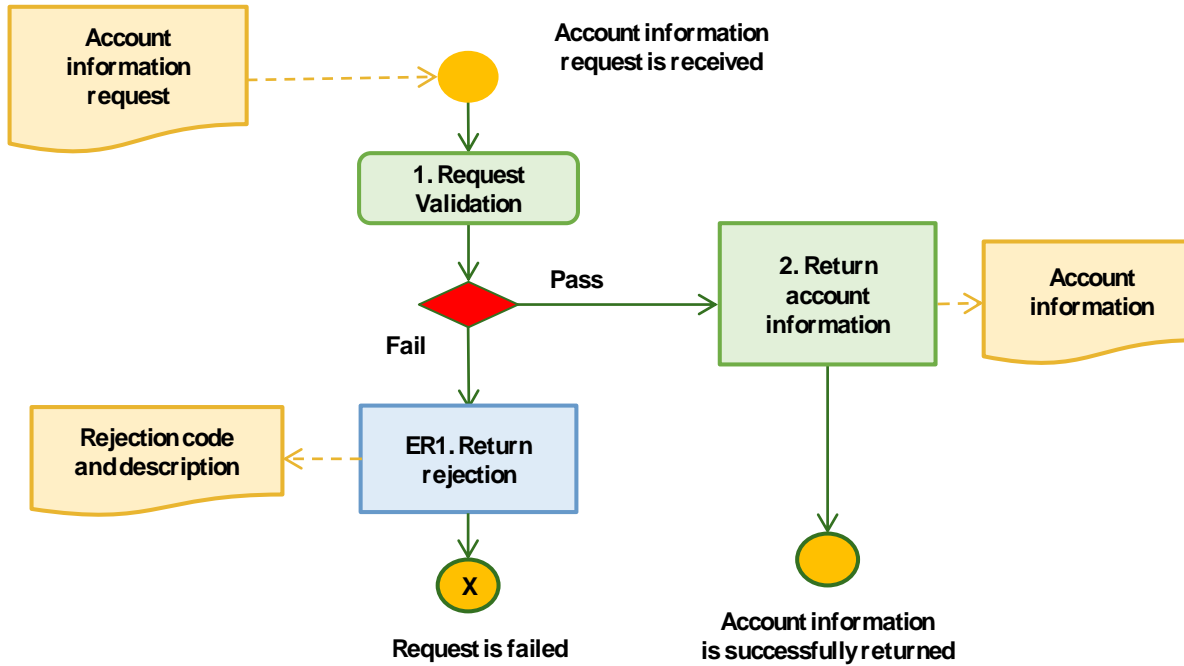 Account
information
request
Account information
request is received
1. Request
Validation
Pass
2. Return
account
information
Account
information
Fail
Rejection code
and description
ER1. Return
rejection
X
Request is failed
Account information
is successfully returned